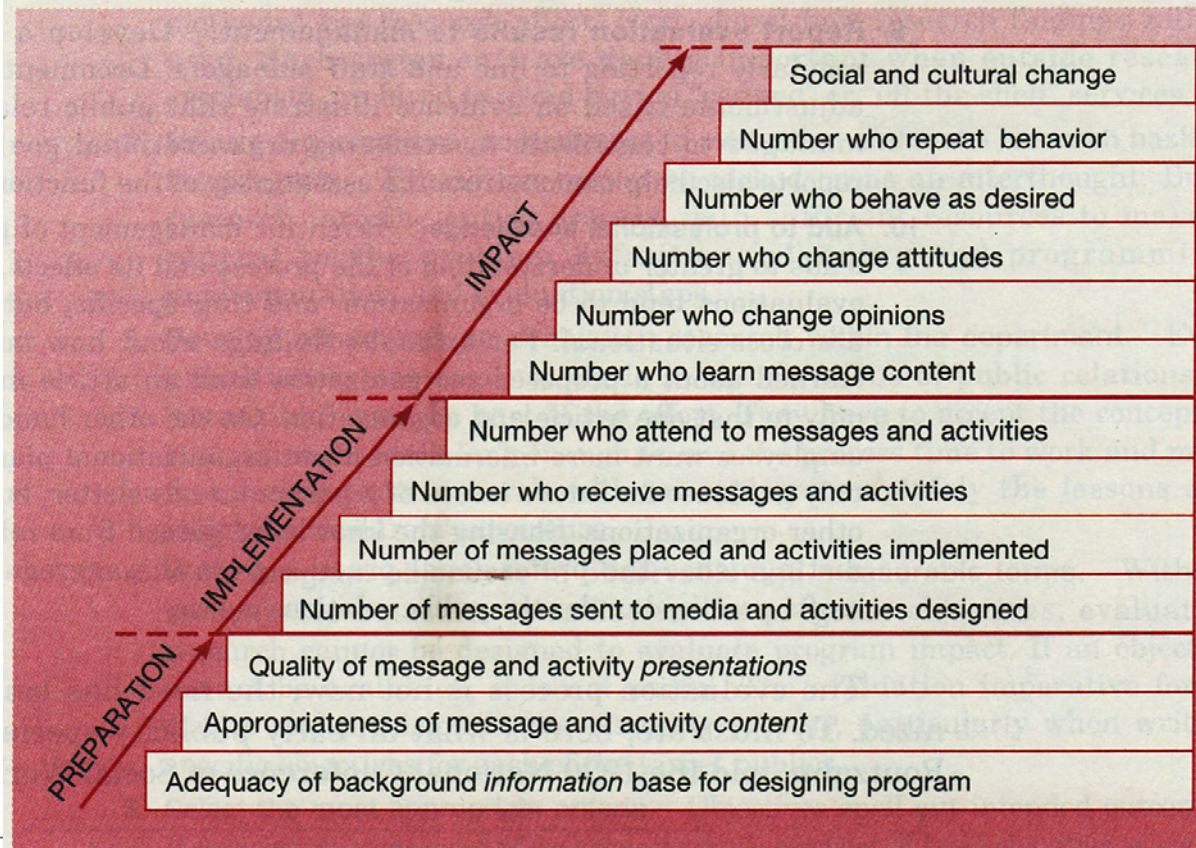 Social and cultural change
Number who repeat behavior
Number who behave as desired
Number who change attitudes
Number who change opinions
Number who learn message content
Number who attend to messages and activities
Number who receive messages and activities
Number of messages placed and activities implemented
Number of messages sent to media and activities designed
Quality of message and activity presentations
Appropriateness of message and activity content
Adequacy of background information base for designing program
IMPACT
IMPLEMENTATION
PREPARATION